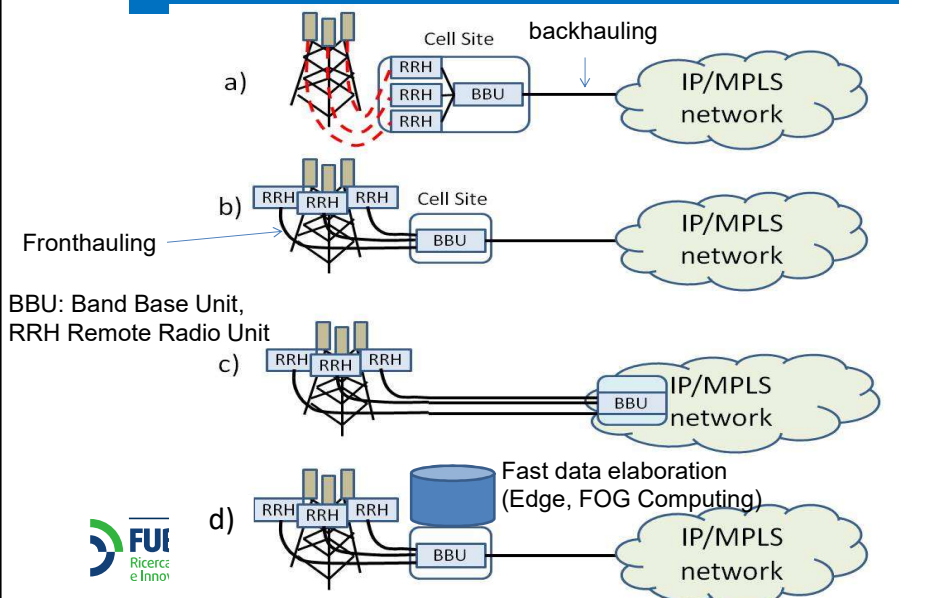 backhauling
Cell Site
a)
RRH
RRH
RRH
BBU
IP/MPLS
network
b)
RRH
RRH
RRH
Cell Site
BBU
IP/MPLS
network
Fronthauling
BBU: Band Base Unit,
RRH Remote Radio Unit
c)
RRH
RRH
RRH
BBU
IP/MPLS
network
Fast data elaboration
(Edge, FOG Computing)
d)
RRH
RRH
RRH
BBU
IP/MPLS
network
Ricerca
e Innov